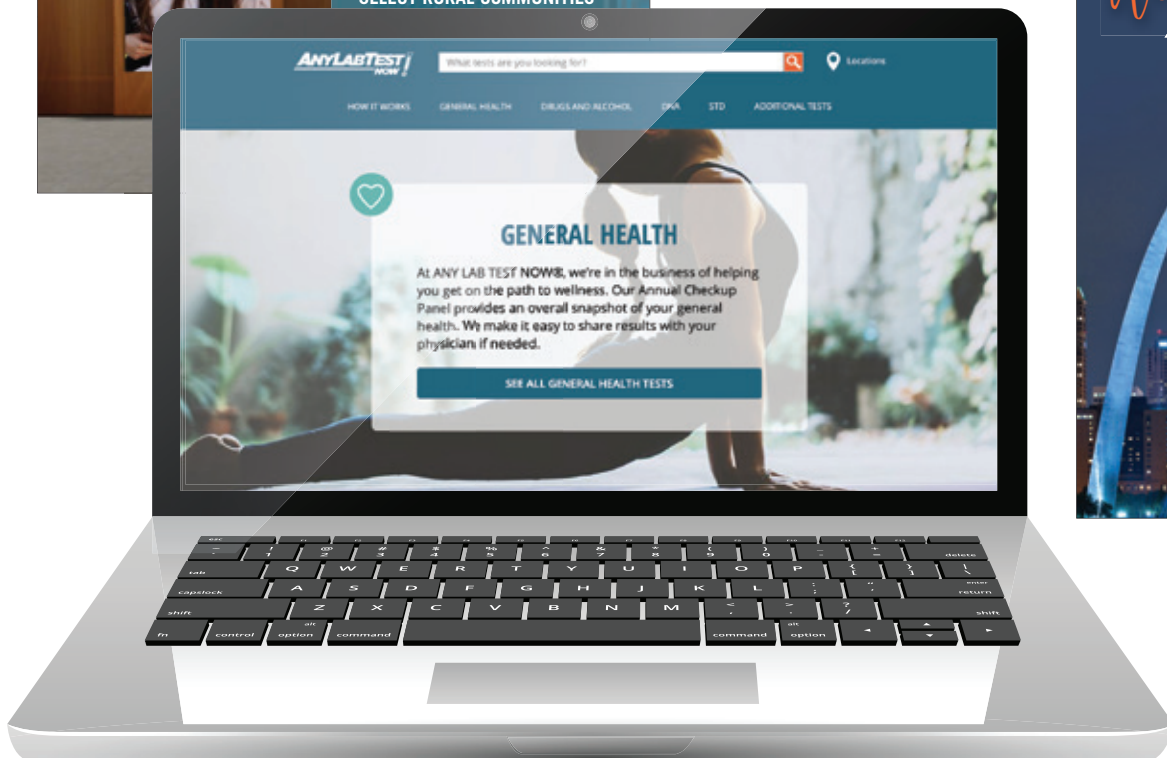 SELECT RURAL COMMUNITIES
ANYLABTEST!
NOW
What tests are you looking for?
Locations
HOW IT WORKS
GENERAL HEALTH
DRUGS AND ALCOHOL
DNA
STD
ADDITIONAL TESTS
GENERAL HEALTH
At ANY LAB TEST NOW®, we're in the business of helping
you get on the path to wellness. Our Annual Checkup
Panel provides an overall snapshot of your general
health. We make it easy to share results with your
physician if needed.
SEE ALL GENERAL HEALTH TESTS
esc
! @ # $ % ^ & * ( ) - + delete
1 2 3 4 5 6 7 8 9 0 =
tab Q W E R T Y U I O P { [ } ] | \
capslock A S D F G H J K L : ; enter return
shift Z X C V B N M < , > . ? / shift
fn control alt option command command alt option